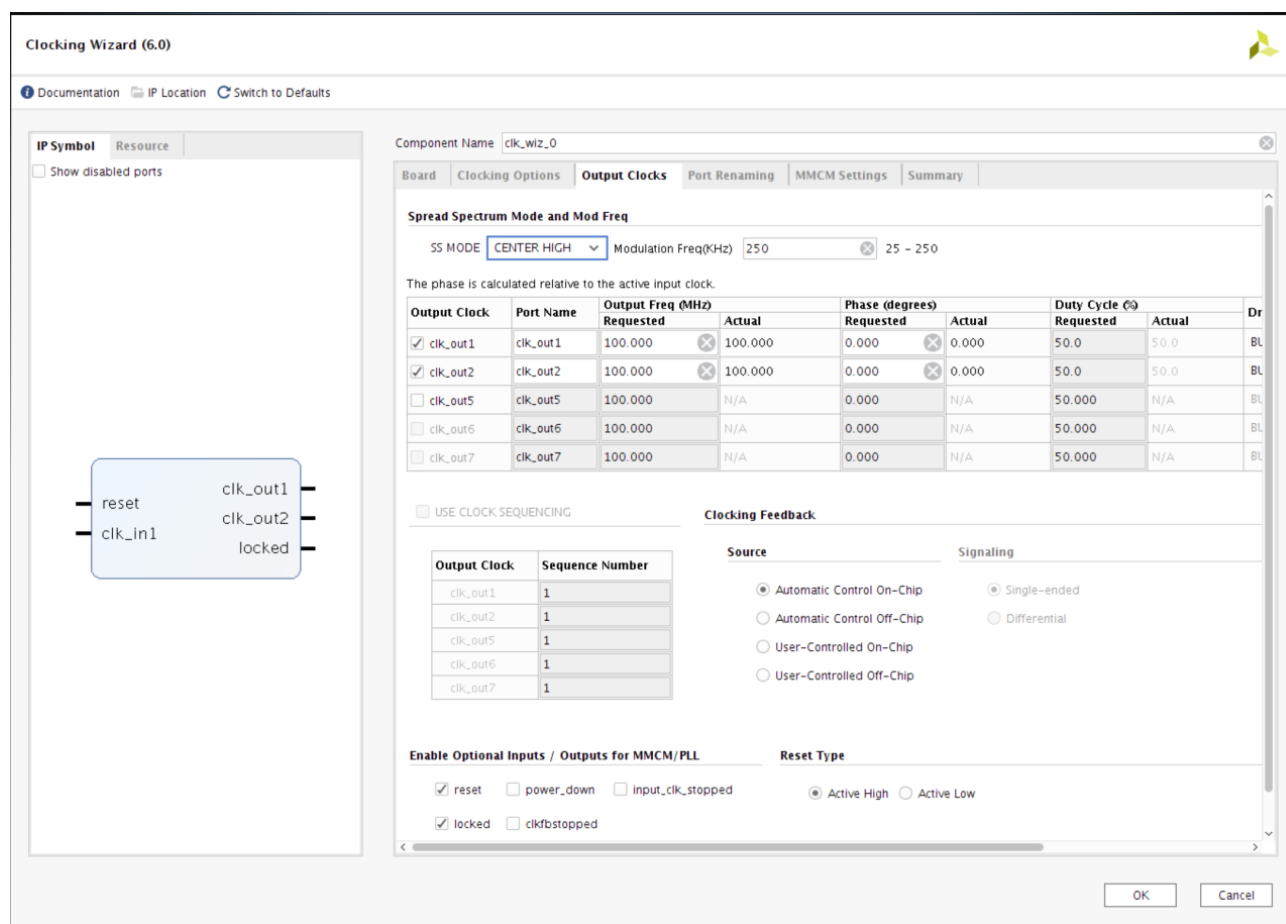 Clocking Wizard (6.0)
Documentation IP Location Switch to Defaults
IP Symbol Resource
Show disabled ports
reset
clk_in1
clk_out1
clk_out2
locked
Component Name clk_wiz_0
Board Clocking Options Output Clocks Port Renaming MMCM Settings Summary
Spread Spectrum Mode and Mod Freq
SS MODE CENTER HIGH Modulation Freq(KHz) 250 25 - 250
The phase is calculated relative to the active input clock.
Output Clock Port Name Output Freq (MHz) Phase (degrees) Duty Cycle (%) Dr
Requested Actual Requested Actual Requested Actual
clk_out1 clk_out1 100.000 100.000 0.000 0.000 50.0 50.0 BU
clk_out2 clk_out2 100.000 100.000 0.000 0.000 50.0 50.0 BU
clk_out5 clk_out5 100.000 N/A 0.000 N/A 50.000 N/A BU
clk_out6 clk_out6 100.000 N/A 0.000 N/A 50.000 N/A BU
clk_out7 clk_out7 100.000 N/A 0.000 N/A 50.000 N/A BU
USE CLOCK SEQUENCING
Output Clock Sequence Number
clk_out1 1
clk_out2 1
clk_out5 1
clk_out6 1
clk_out7 1
Clocking Feedback
Source
Automatic Control On-Chip
Automatic Control Off-Chip
User-Controlled On-Chip
User-Controlled Off-Chip
Signaling
Single-ended
Differential
Enable Optional Inputs / Outputs for MMCM/PLL
reset power_down input_clk_stopped
locked clkfbstopped
Reset Type
Active High Active Low
OK Cancel